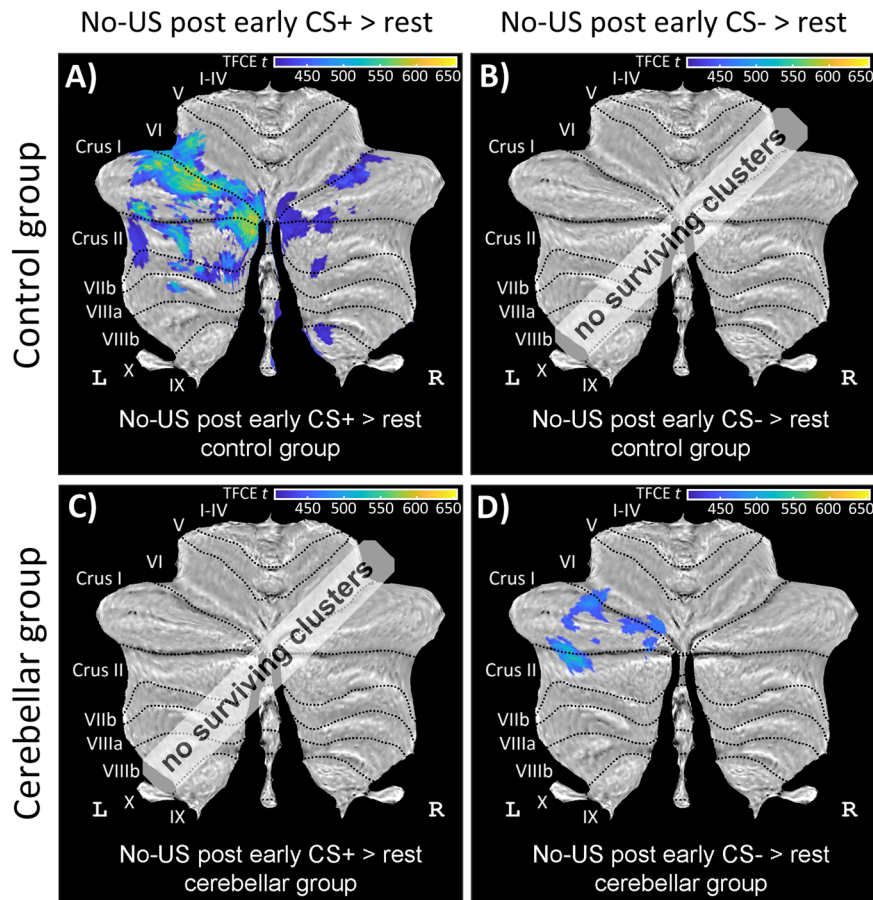 No-US post early CS+ > rest
No-US post early CS- > rest
Control group
A)
TFCE t 450 500 550 600 650
I-IV
V
VI
Crus I
Crus II
VIIb
VIIIa
VIIIb
X
IX
L
R
No-US post early CS+ > rest
control group
B)
TFCE t 450 500 550 600 650
I-IV
V
VI
Crus I
Crus II
VIIb
VIIIa
VIIIb
X
IX
L
R
no surviving clusters
No-US post early CS- > rest
control group
Cerebellar group
C)
TFCE t 450 500 550 600 650
I-IV
V
VI
Crus I
Crus II
VIIb
VIIIa
VIIIb
X
IX
L
R
no surviving clusters
No-US post early CS+ > rest
cerebellar group
D)
TFCE t 450 500 550 600 650
I-IV
V
VI
Crus I
Crus II
VIIb
VIIIa
VIIIb
X
IX
L
R
No-US post early CS- > rest
cerebellar group